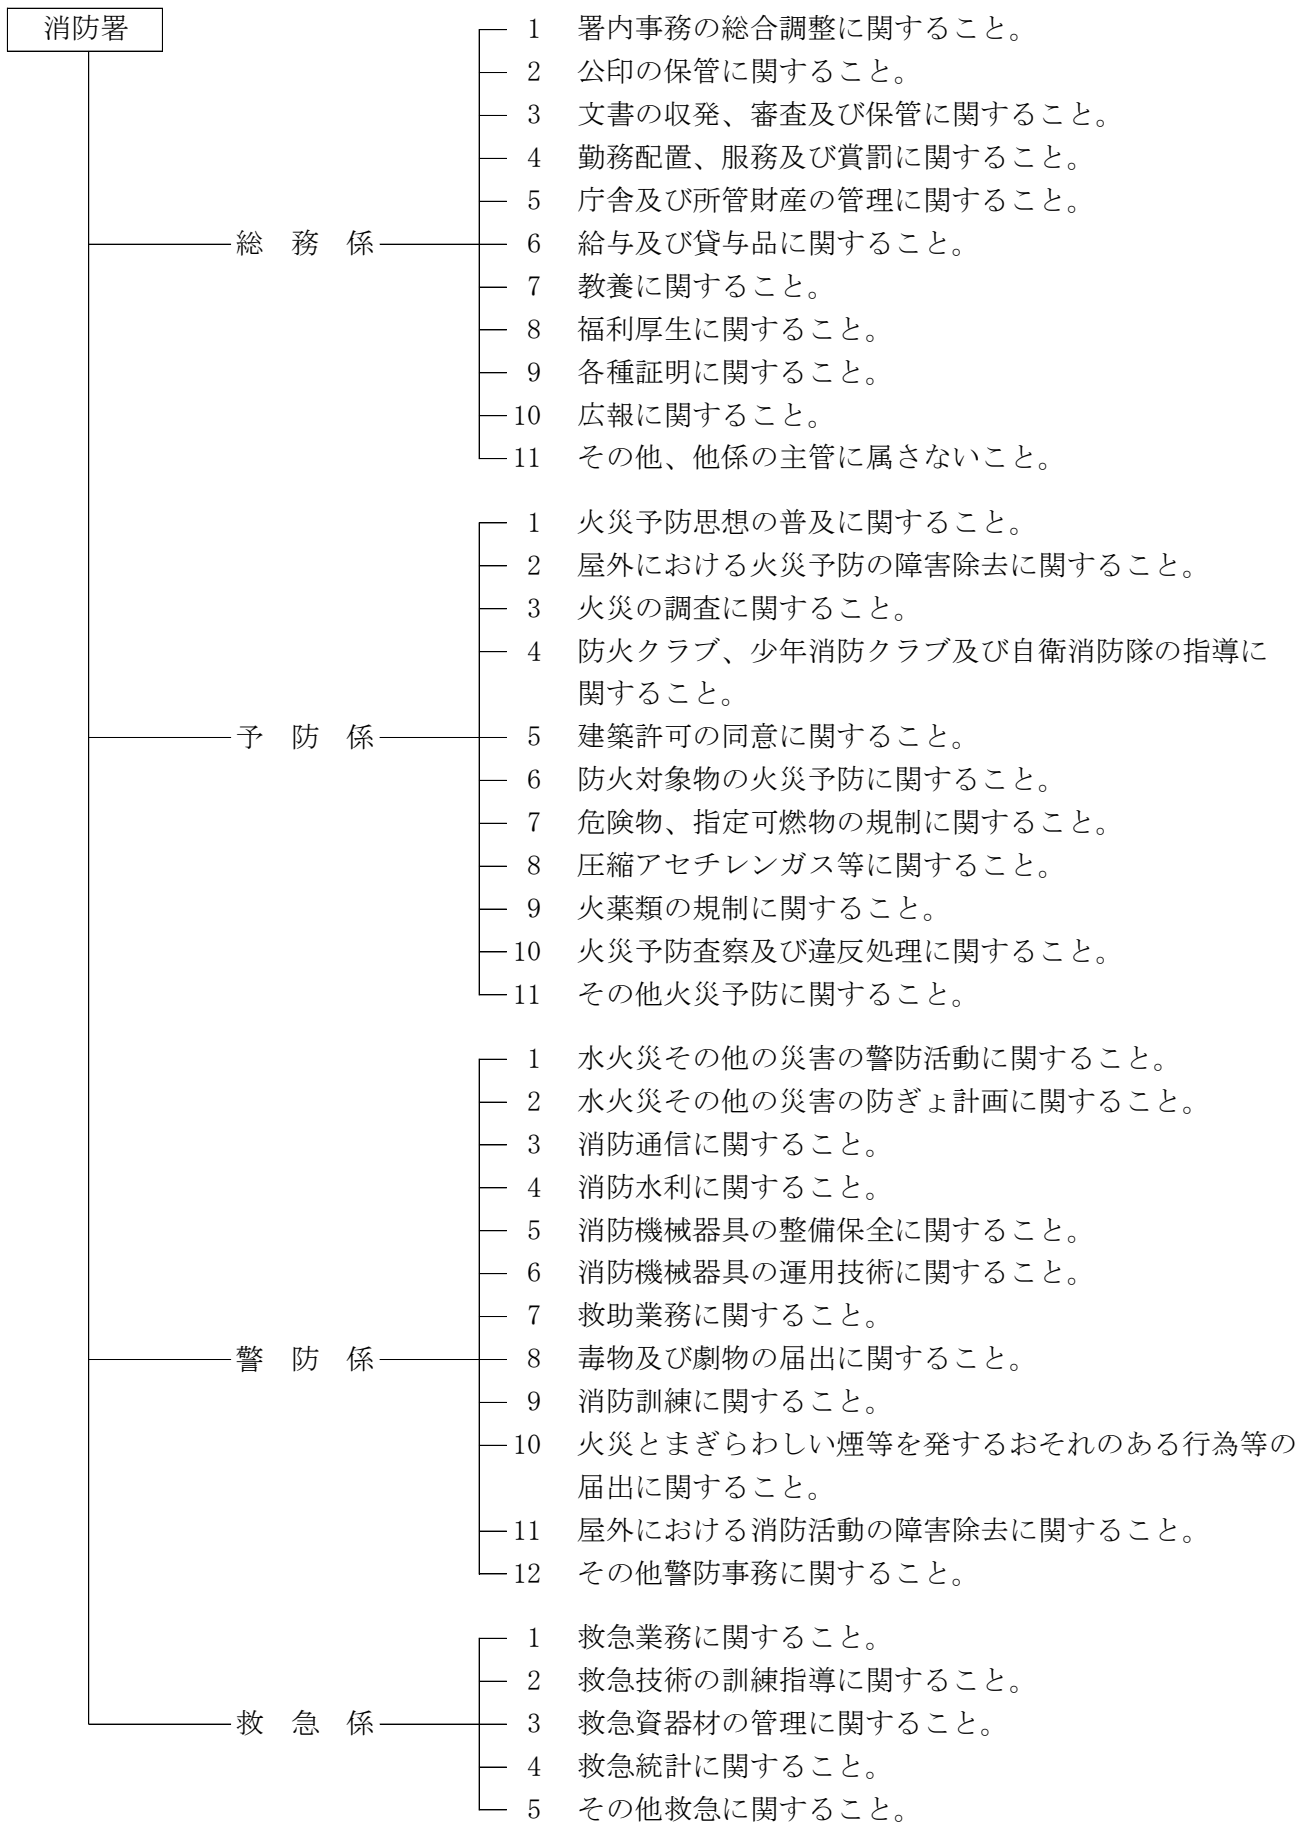 消防署
総務係
1 署内事務の総合調整に関すること。
2 公印の保管に関すること。
3 文書の収発、審査及び保管に関すること。
4 勤務配置、服務及び賞罰に関すること。
5 庁舎及び所管財産の管理に関すること。
6 給与及び貸与品に関すること。
7 教養に関すること。
8 福利厚生に関すること。
9 各種証明に関すること。
10 広報に関すること。
11 その他、他係の主管に属さないこと。
予防係
1 火災予防思想の普及に関すること。
2 屋外における火災予防の障害除去に関すること。
3 火災の調査に関すること。
4 防火クラブ、少年消防クラブ及び自衛消防隊の指導に
関すること。
5 建築許可の同意に関すること。
6 防火対象物の火災予防に関すること。
7 危険物、指定可燃物の規制に関すること。
8 圧縮アセチレンガス等に関すること。
9 火薬類の規制に関すること。
10 火災予防査察及び違反処理に関すること。
11 その他火災予防に関すること。
警防係
1 水火災その他の災害の警防活動に関すること。
2 水火災その他の災害の防ぎょ計画に関すること。
3 消防通信に関すること。
4 消防水利に関すること。
5 消防機械器具の整備保全に関すること。
6 消防機械器具の運用技術に関すること。
7 救助業務に関すること。
8 毒物及び劇物の届出に関すること。
9 消防訓練に関すること。
10 火災とまぎらわしい煙等を発するおそれのある行為等の
届出に関すること。
11 屋外における消防活動の障害除去に関すること。
12 その他警防事務に関すること。
救急係
1 救急業務に関すること。
2 救急技術の訓練指導に関すること。
3 救急資器材の管理に関すること。
4 救急統計に関すること。
5 その他救急に関すること。